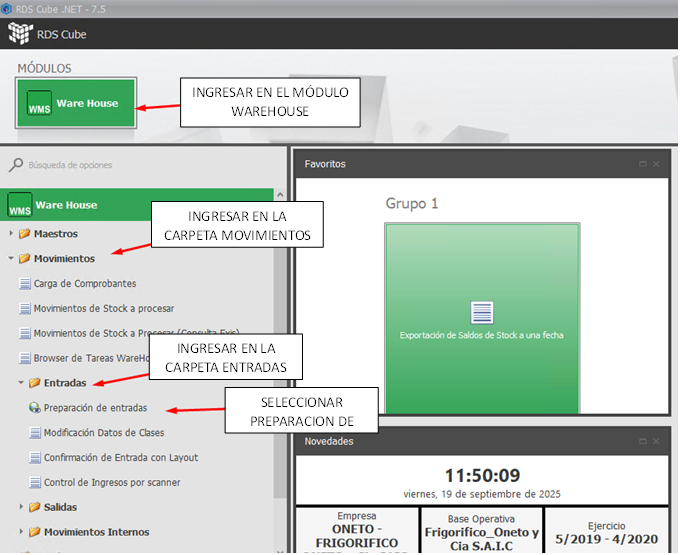 RDS Cube .NET - 7.5
RDS Cube
MÓDULOS
WMS
Ware House
INGRESAR EN EL MÓDULO
WAREHOUSE
Búsqueda de opciones
WMS
Ware House
Maestros
Movimientos
INGRESAR EN LA
CARPETA MOVIMIENTOS
Carga de Comprobantes
Movimientos de Stock a procesar
Movimientos de Stock a Procesar (Consulta Exis)
Browser de Tareas WareHo
INGRESAR EN LA
CARPETA ENTRADAS
Entradas
Preparación de entradas
SELECCIONAR
PREPARACION DE
Modificación Datos de Clases
Confirmación de Entrada con Layout
Control de Ingresos por scanner
Salidas
Movimientos Internos
Favoritos
Grupo 1
Exportación de Saldos de Stock a una fecha
Novedades
11:50:09
viernes, 19 de septiembre de 2025
Empresa
ONETO -
FRIGORIFICO
Base Operativa
Frigorifico_Oneto y
Cia S.A.I.C
Ejercicio
5/2019 - 4/2020